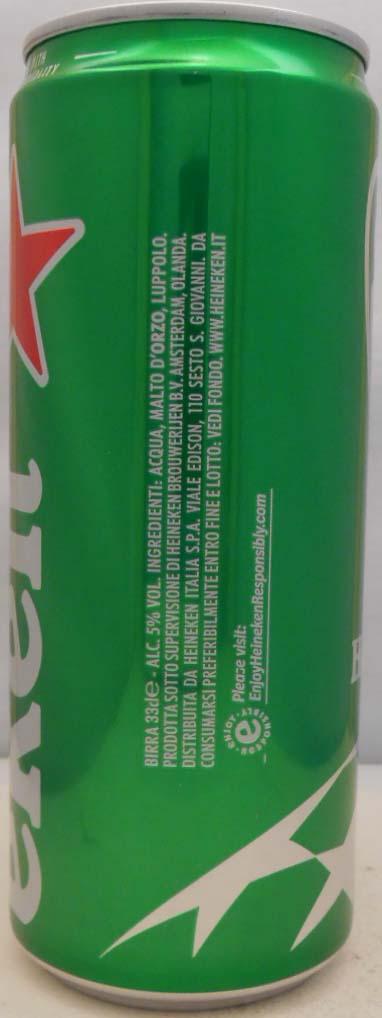 BIRRA 33cl e - ALC. 5% VOL. INGREDIENTI: ACQUA, MALTO D'ORZO, LUPPOLO.
PRODOTTA SOTTO SUPERVISIONE DI HEINEKEN BROUWERIJEN B.V. AMSTERDAM, OLANDA.
DISTRIBUITA DA HEINEKEN ITALIA S.P.A. VIALE EDISON, 110 SESTO S. GIOVANNI. DA
CONSUMARSI PREFERIBILMENTE ENTRO FINE E LOTTO: VEDI FONDO. WWW.HEINEKEN.IT
Please visit:
EnjoyHeinekenResponsibly.com
eken
H